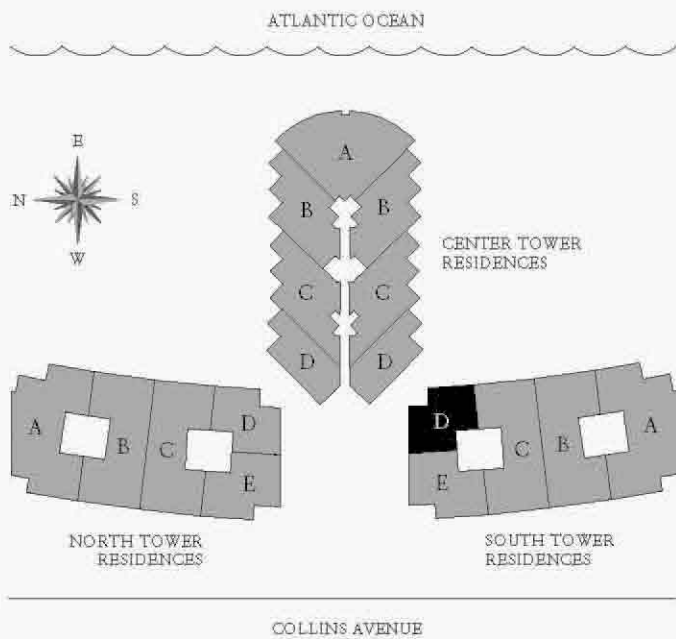 ATLANTIC OCEAN
E
N S
W
A
B B
CENTER TOWER
RESIDENCES
C C
D D
A B C D E
D E C B A
NORTH TOWER
RESIDENCES
SOUTH TOWER
RESIDENCES
COLLINS AVENUE